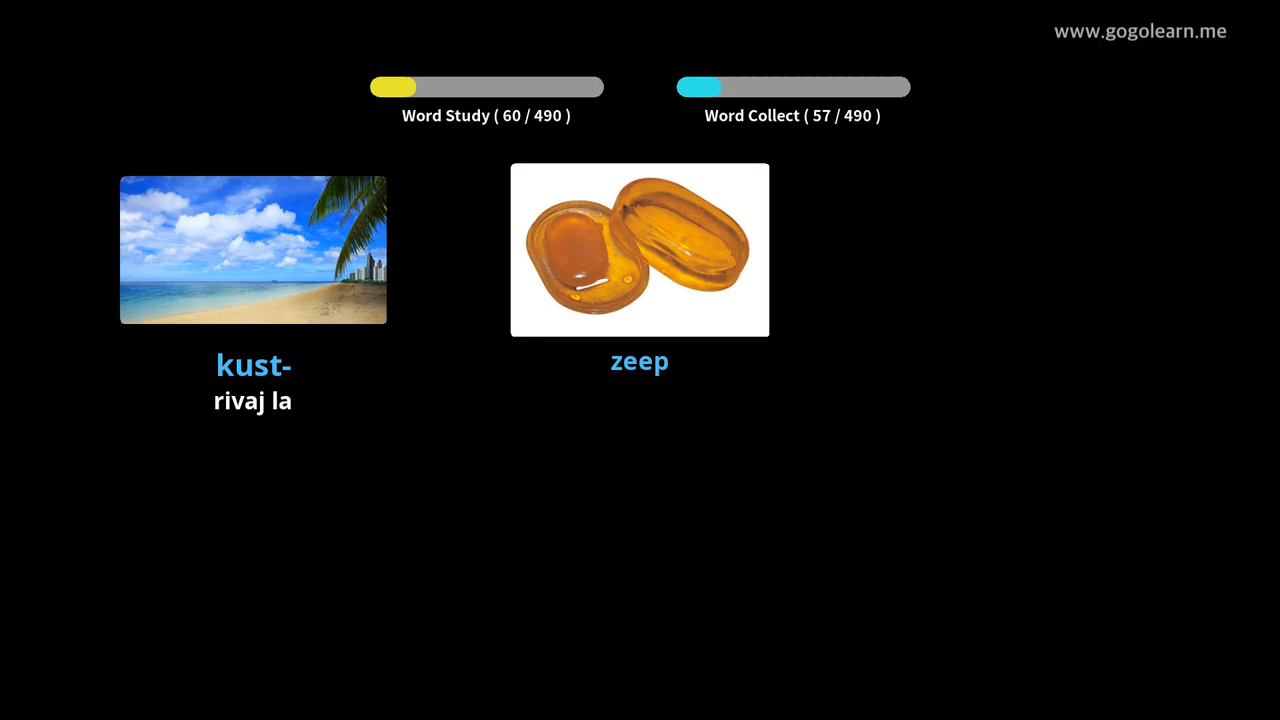 www.gogolearn.me
Word Study ( 60 / 490 )
Word Collect ( 57 / 490 )
kust-
rivaj la
zeep